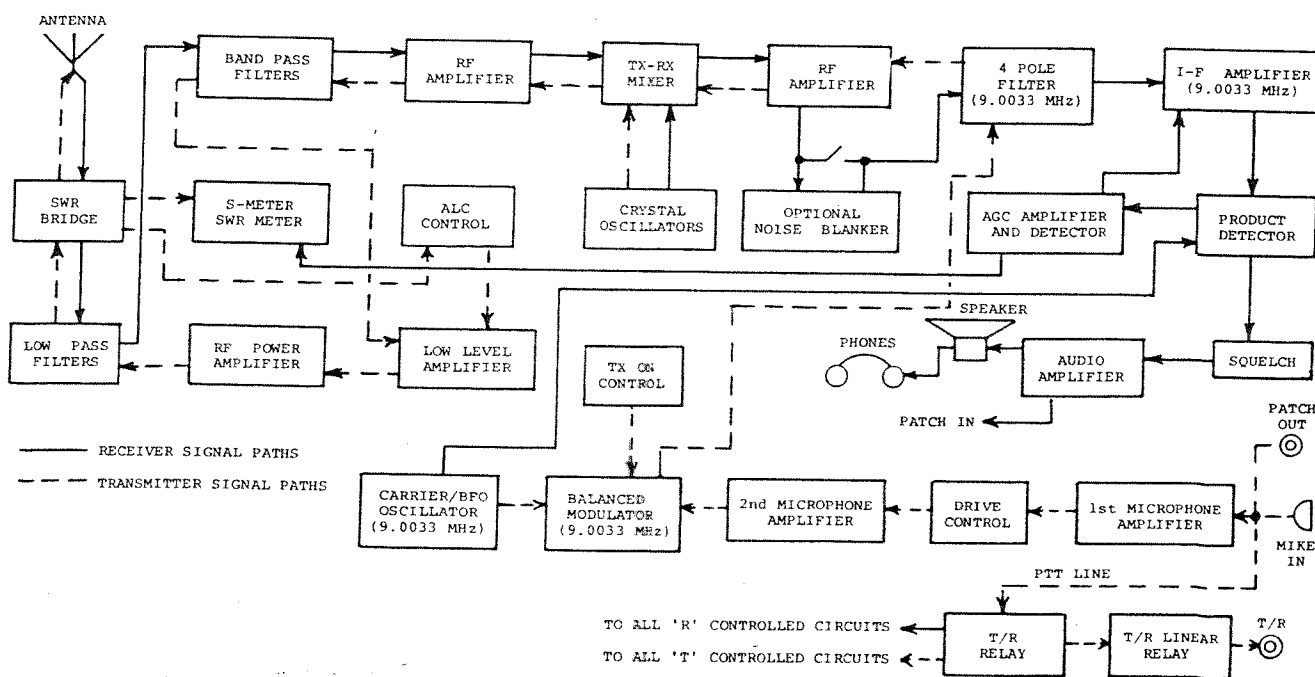 ANTENNA
BAND PASS
FILTERS
RF
AMPLIFIER
TX-RX
MIXER
RF
AMPLIFIER
4 POLE
FILTER
(9.0033 MHz)
I-F AMPLIFIER
(9.0033 MHz)
SWR
BRIDGE
S-METER
SWR METER
ALC
CONTROL
CRYSTAL
OSCILLATORS
OPTIONAL
NOISE BLANKER
AGC AMPLIFIER
AND DETECTOR
PRODUCT
DETECTOR
LOW PASS
FILTERS
RF POWER
AMPLIFIER
LOW LEVEL
AMPLIFIER
TX ON
CONTROL
PHONES
SPEAKER
AUDIO
AMPLIFIER
SQUELCH
PATCH IN
PATCH
OUT
RECEIVER SIGNAL PATHS
TRANSMITTER SIGNAL PATHS
CARRIER/BFO
OSCILLATOR
(9.0033 MHz)
BALANCED
MODULATOR
(9.0033 MHz)
2nd MICROPHONE
AMPLIFIER
DRIVE
CONTROL
1st MICROPHONE
AMPLIFIER
MIKE
IN
PTT LINE
TO ALL 'R' CONTROLLED CIRCUITS
TO ALL 'T' CONTROLLED CIRCUITS
T/R
RELAY
T/R LINEAR
RELAY
T/R